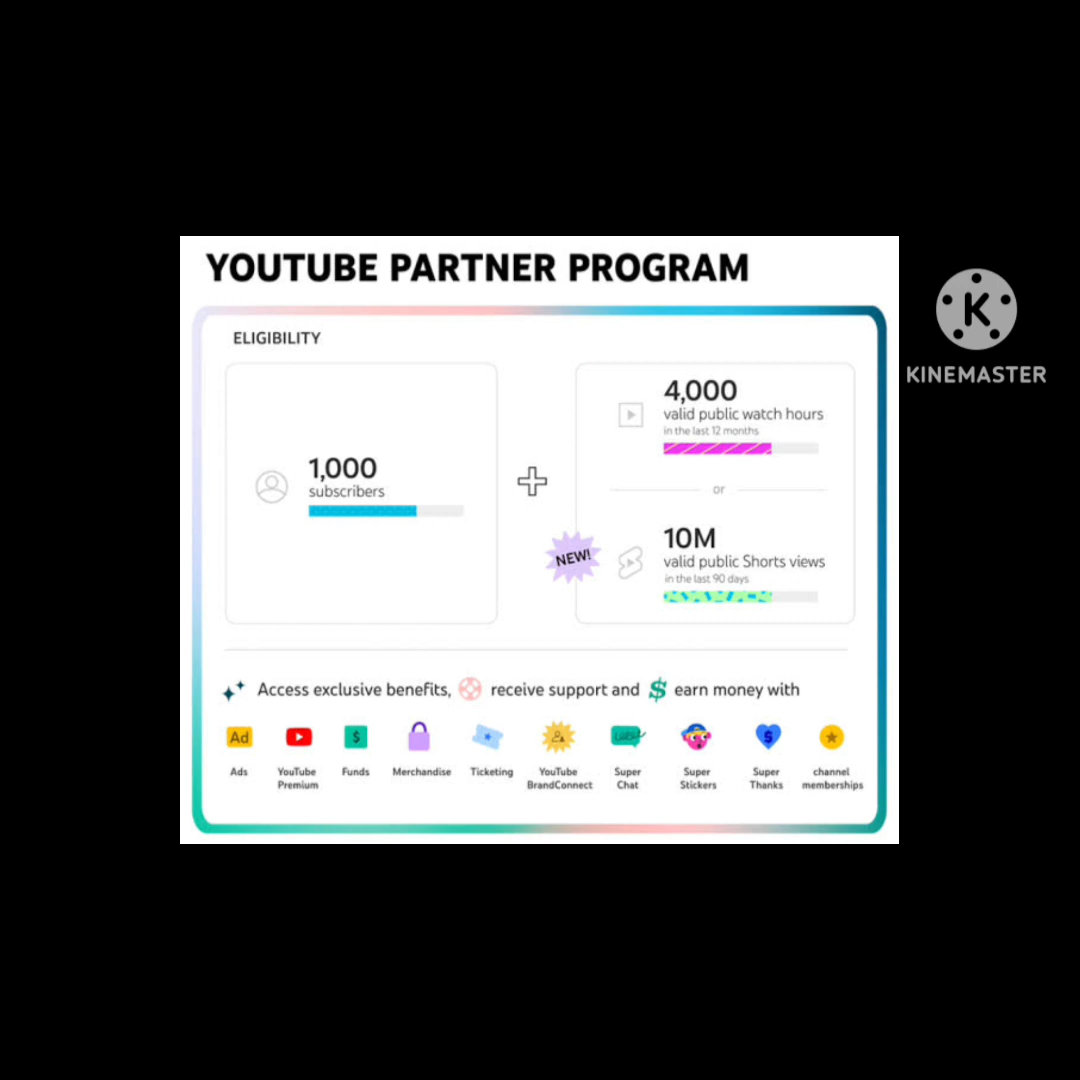 YOUTUBE PARTNER PROGRAM
K
KINEMASTER
ELIGIBILITY
1,000
subscribers
4,000
valid public watch hours
in the last 12 months
or
NEW!
10M
valid public Shorts views
in the last 90 days
Access exclusive benefits, receive support and $ earn money with
Ad
$
$
Ads
YouTube Premium
Funds
Merchandise
Ticketing
YouTube BrandConnect
Super Chat
Super Stickers
Super Thanks
channel memberships